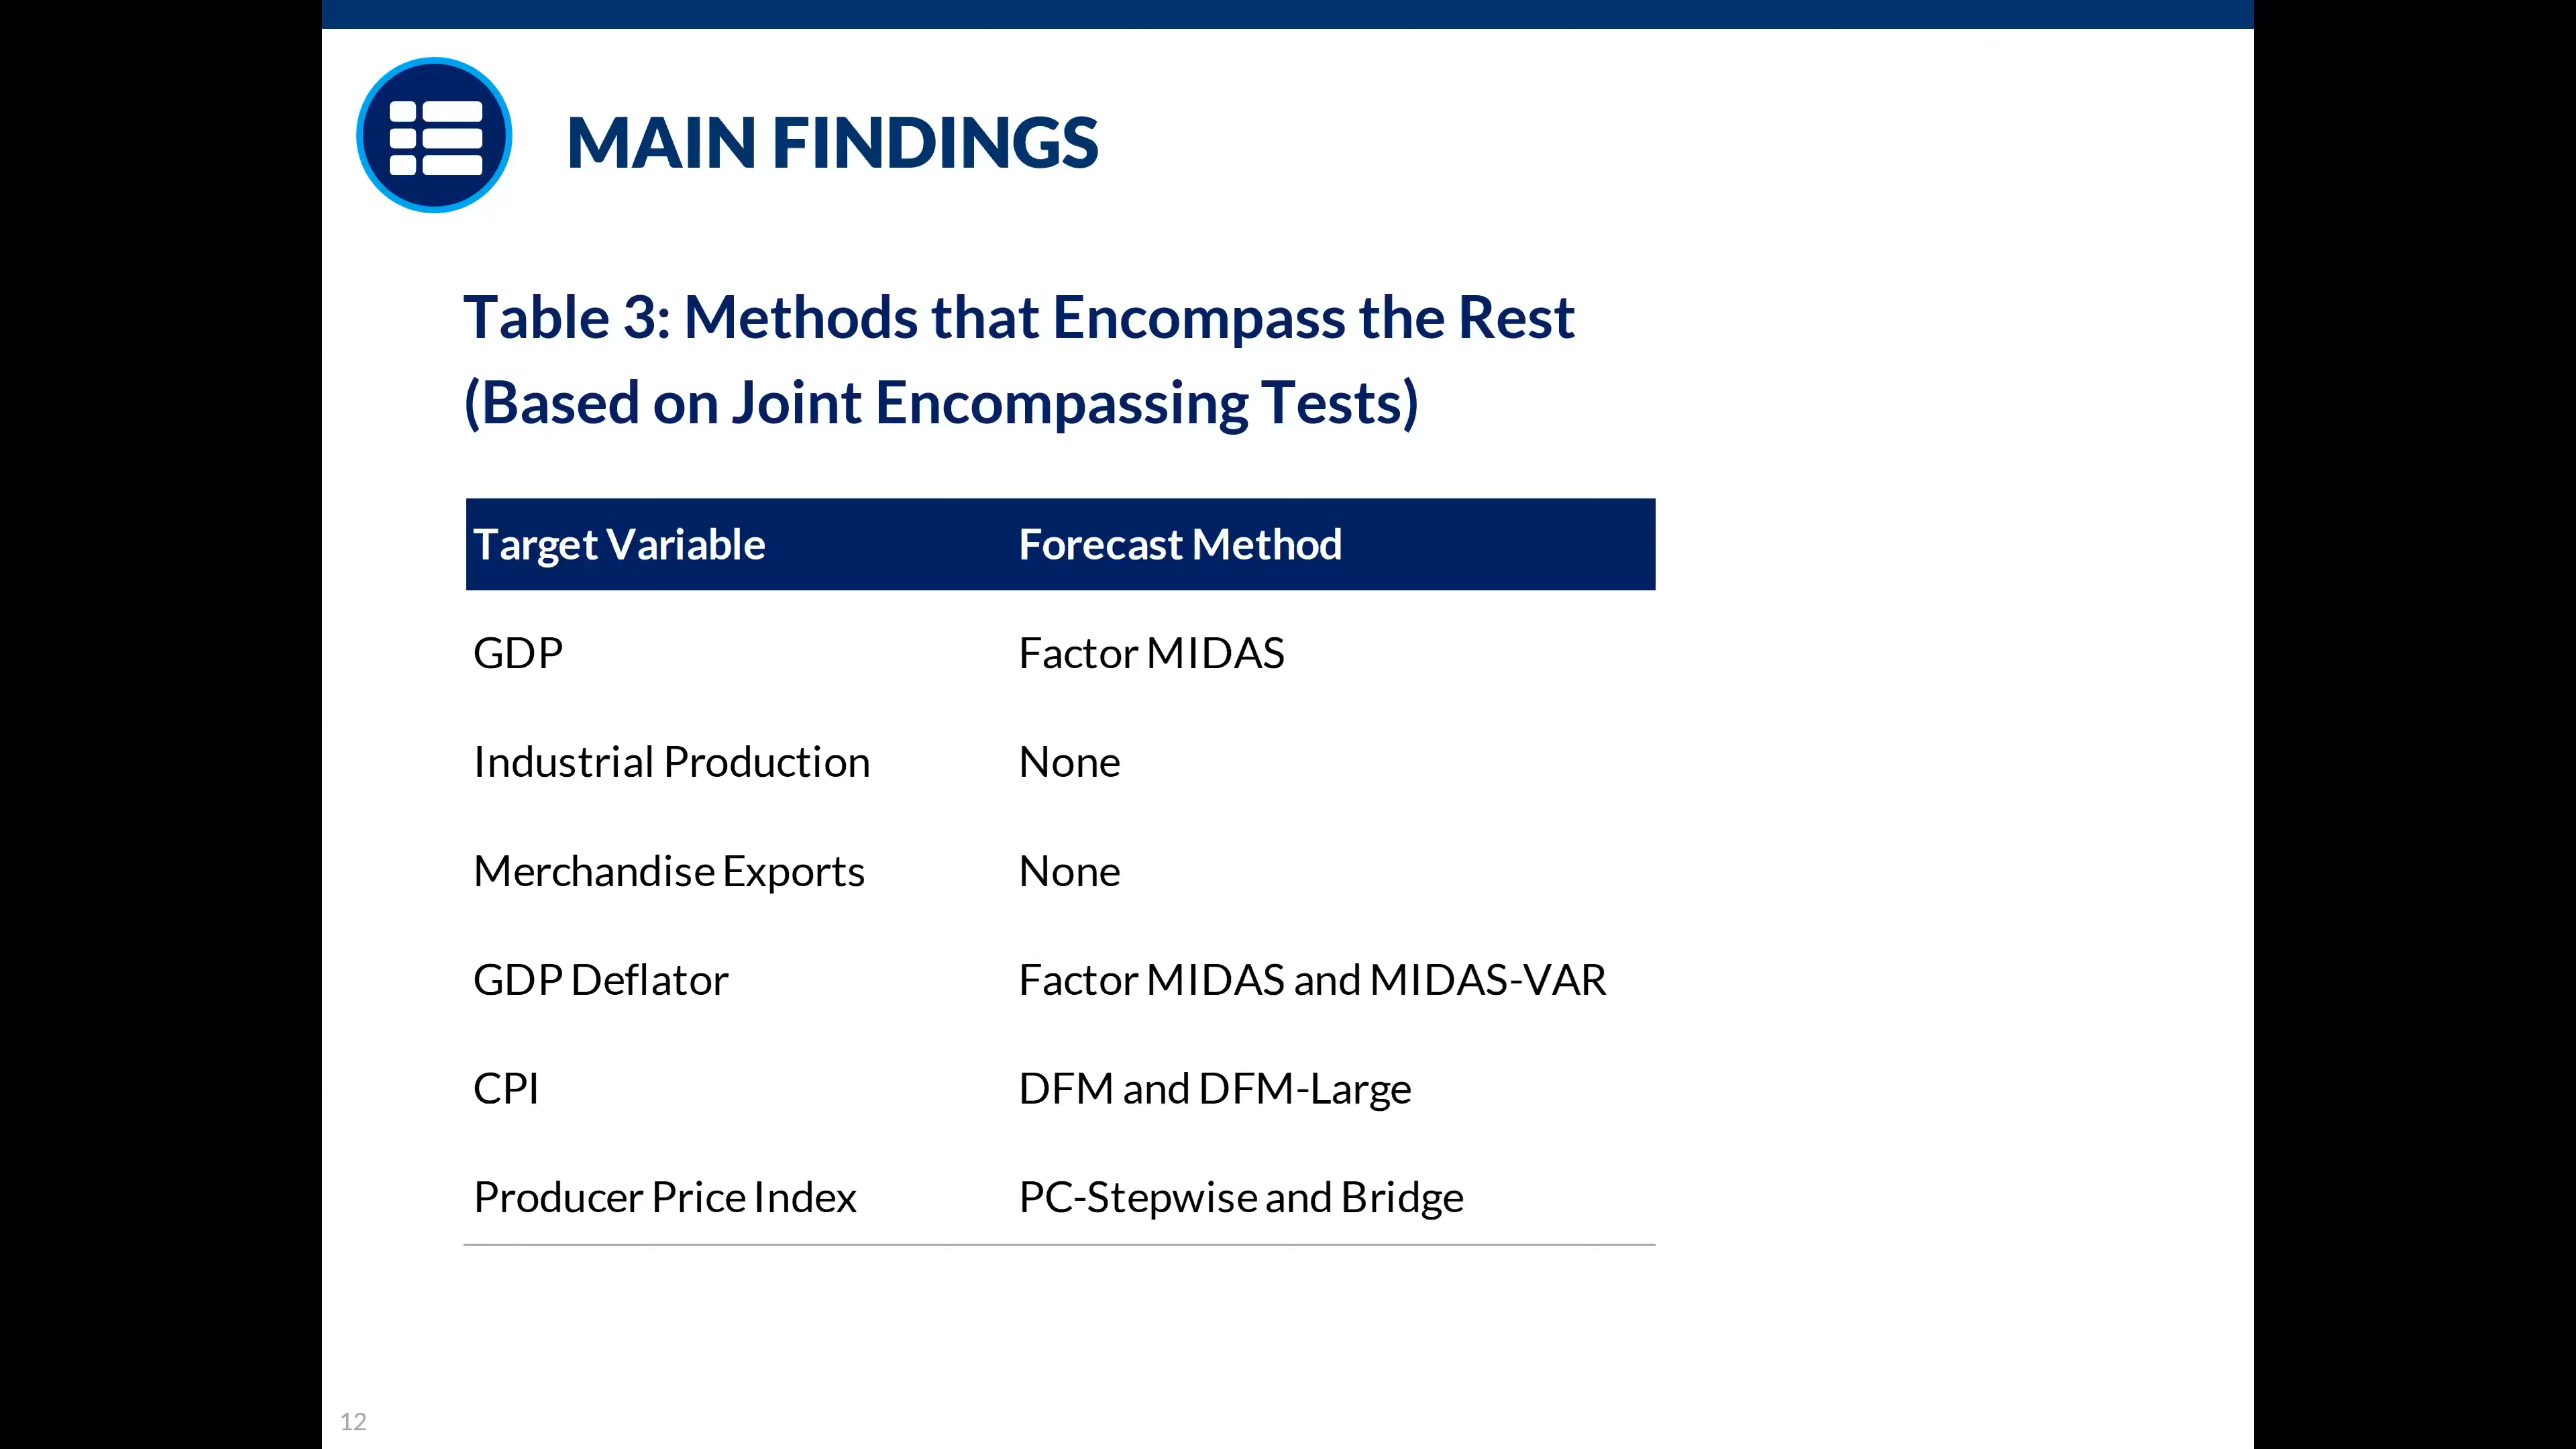 MAIN FINDINGS
Table 3: Methods that Encompass the Rest
(Based on Joint Encompassing Tests)
Target Variable Forecast Method
GDP Factor MIDAS
Industrial Production None
Merchandise Exports None
GDP Deflator Factor MIDAS and MIDAS-VAR
CPI DFM and DFM-Large
Producer Price Index PC-Stepwise and Bridge
12